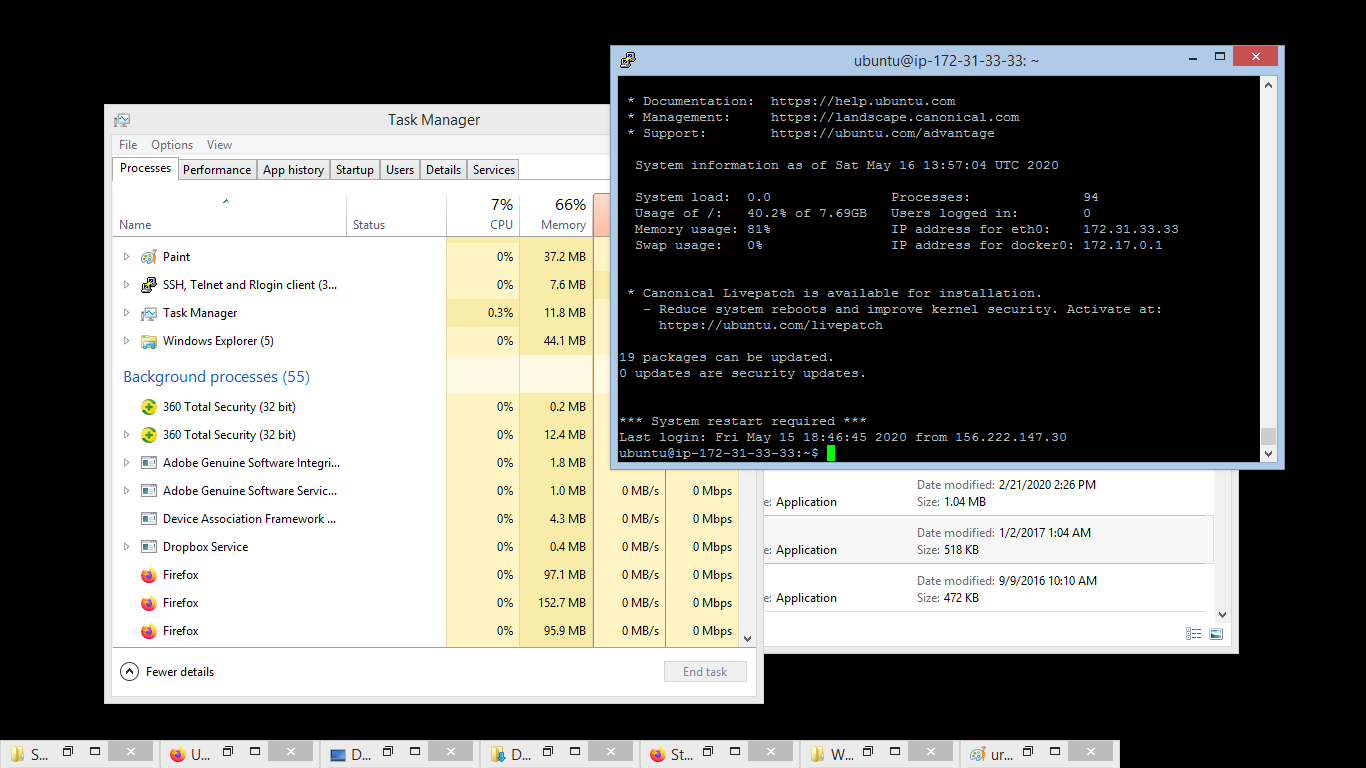 Task Manager
File Options View
Processes Performance App history Startup Users Details Services
7% 66%
Name Status CPU Memory
Paint 0% 37.2 MB
SSH, Telnet and Rlogin client (3... 0% 7.6 MB
Task Manager 0.3% 11.8 MB
Windows Explorer (5) 0% 44.1 MB
Background processes (55)
360 Total Security (32 bit) 0% 0.2 MB
360 Total Security (32 bit) 0% 12.4 MB
Adobe Genuine Software Integri... 0% 1.8 MB
Adobe Genuine Software Servic... 0% 1.0 MB 0 MB/s 0 Mbps
Device Association Framework ... 0% 4.3 MB 0 MB/s 0 Mbps
Dropbox Service 0% 0.4 MB 0 MB/s 0 Mbps
Firefox 0% 97.1 MB 0 MB/s 0 Mbps
Firefox 0% 152.7 MB 0 MB/s 0 Mbps
Firefox 0% 95.9 MB 0 MB/s 0 Mbps
Fewer details End task
ubuntu@ip-172-31-33-33: ~
* Documentation: https://help.ubuntu.com
* Management: https://landscape.canonical.com
* Support: https://ubuntu.com/advantage
System information as of Sat May 16 13:57:04 UTC 2020
System load: 0.0 Processes: 94
Usage of /: 40.2% of 7.69GB Users logged in: 0
Memory usage: 81% IP address for eth0: 172.31.33.33
Swap usage: 0% IP address for docker0: 172.17.0.1
* Canonical Livepatch is available for installation.
- Reduce system reboots and improve kernel security. Activate at:
https://ubuntu.com/livepatch
19 packages can be updated.
0 updates are security updates.
*** System restart required ***
Last login: Fri May 15 18:46:45 2020 from 156.222.147.30
ubuntu@ip-172-31-33-33:~$
Date modified: 2/21/2020 2:26 PM
e: Application Size: 1.04 MB
Date modified: 1/2/2017 1:04 AM
e: Application Size: 518 KB
Date modified: 9/9/2016 10:10 AM
e: Application Size: 472 KB
S... U... D... D... St... W... ur...